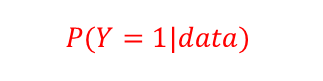 P(Y = 1|data)